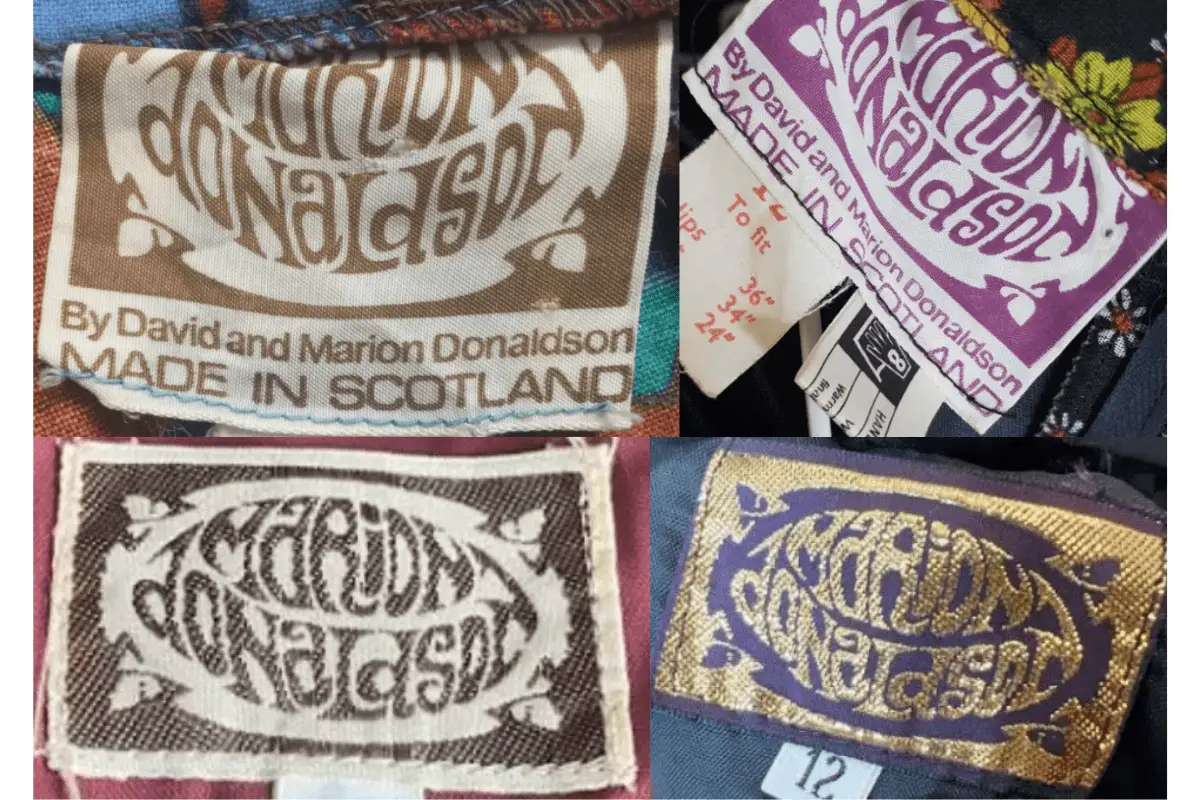 MARION
DONALDSON
By David and Marion Donaldson
MADE IN SCOTLAND
MARION
DONALDSON
By David and Marion Donaldson
MADE IN SCOTLAND
12
To fit
36"
34"
24"
MARION
DONALDSON
MARION
DONALDSON
12